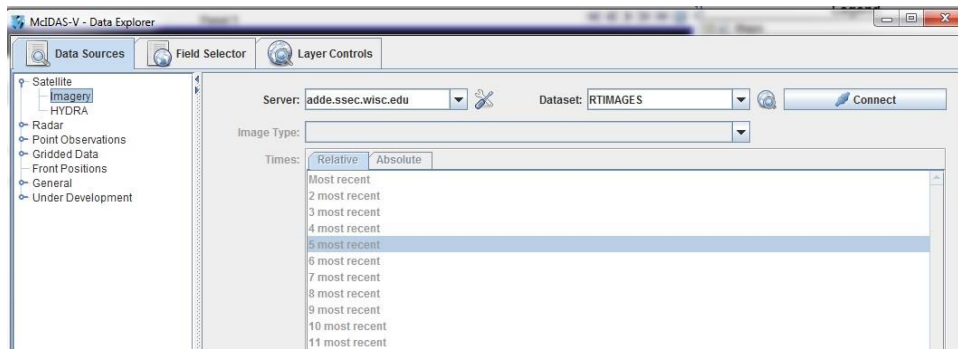 McIDAS-V - Data Explorer
Data Sources
Field Selector
Layer Controls
Satellite
Imagery
HYDRA
Radar
Point Observations
Gridded Data
Front Positions
General
Under Development
Server: adde.ssec.wisc.edu
Dataset: RTIMAGES
Connect
Image Type:
Times:
Relative
Absolute
Most recent
2 most recent
3 most recent
4 most recent
5 most recent
6 most recent
7 most recent
8 most recent
9 most recent
10 most recent
11 most recent